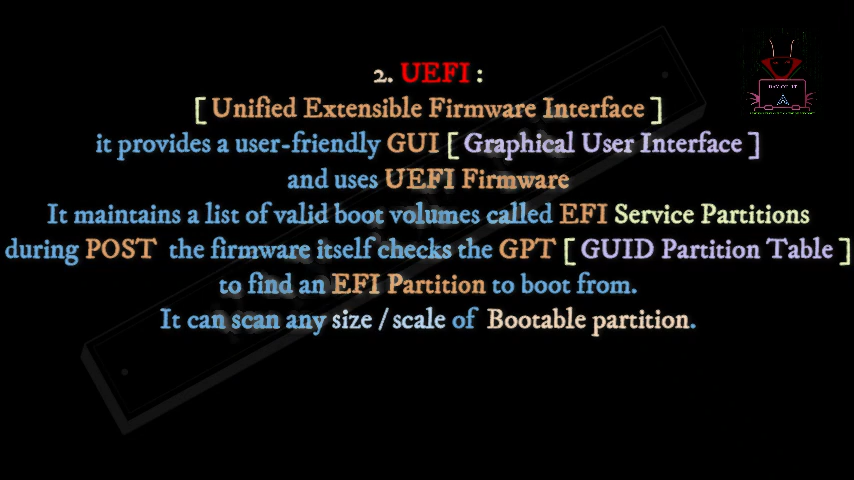 2. UEFI :
[ Unified Extensible Firmware Interface ]
it provides a user-friendly GUI [ Graphical User Interface ]
and uses UEFI Firmware
It maintains a list of valid boot volumes called EFI Service Partitions
during POST the firmware itself checks the GPT [ GUID Partition Table ]
to find an EFI Partition to boot from.
It can scan any size / scale of Bootable partition.